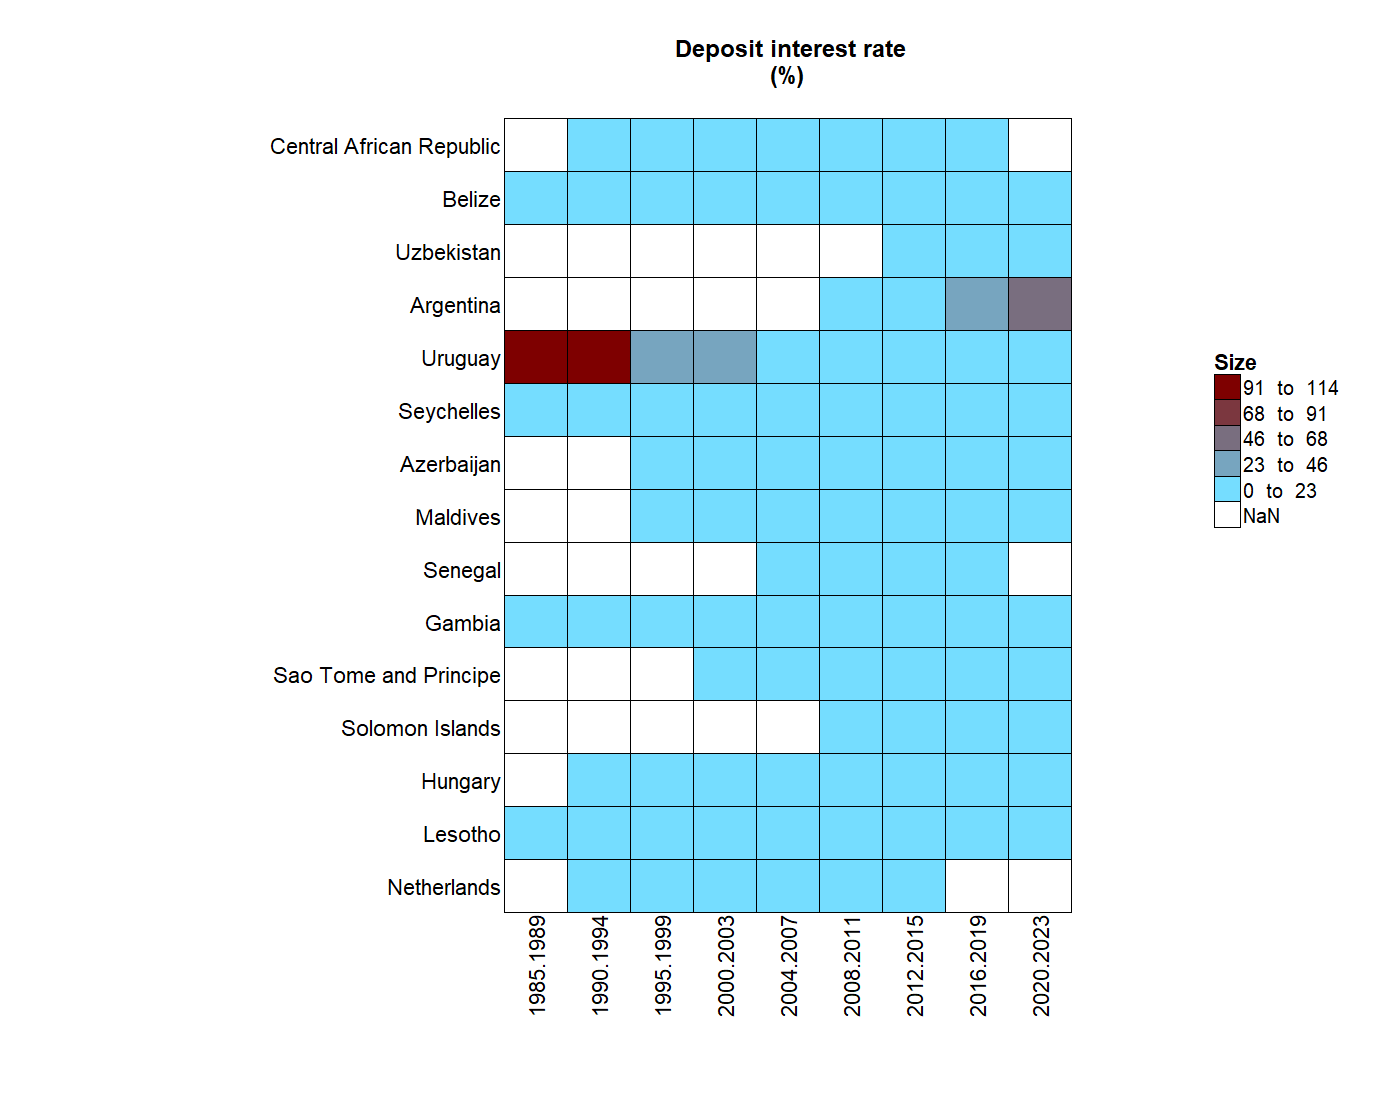 Deposit interest rate
(%)
Central African Republic
Belize
Uzbekistan
Argentina
Uruguay
Seychelles
Azerbaijan
Maldives
Senegal
Gambia
Sao Tome and Principe
Solomon Islands
Hungary
Lesotho
Netherlands
1985.1989
1990.1994
1995.1999
2000.2003
2004.2007
2008.2011
2012.2015
2016.2019
2020.2023
Size
91 to 114
68 to 91
46 to 68
23 to 46
0 to 23
NaN